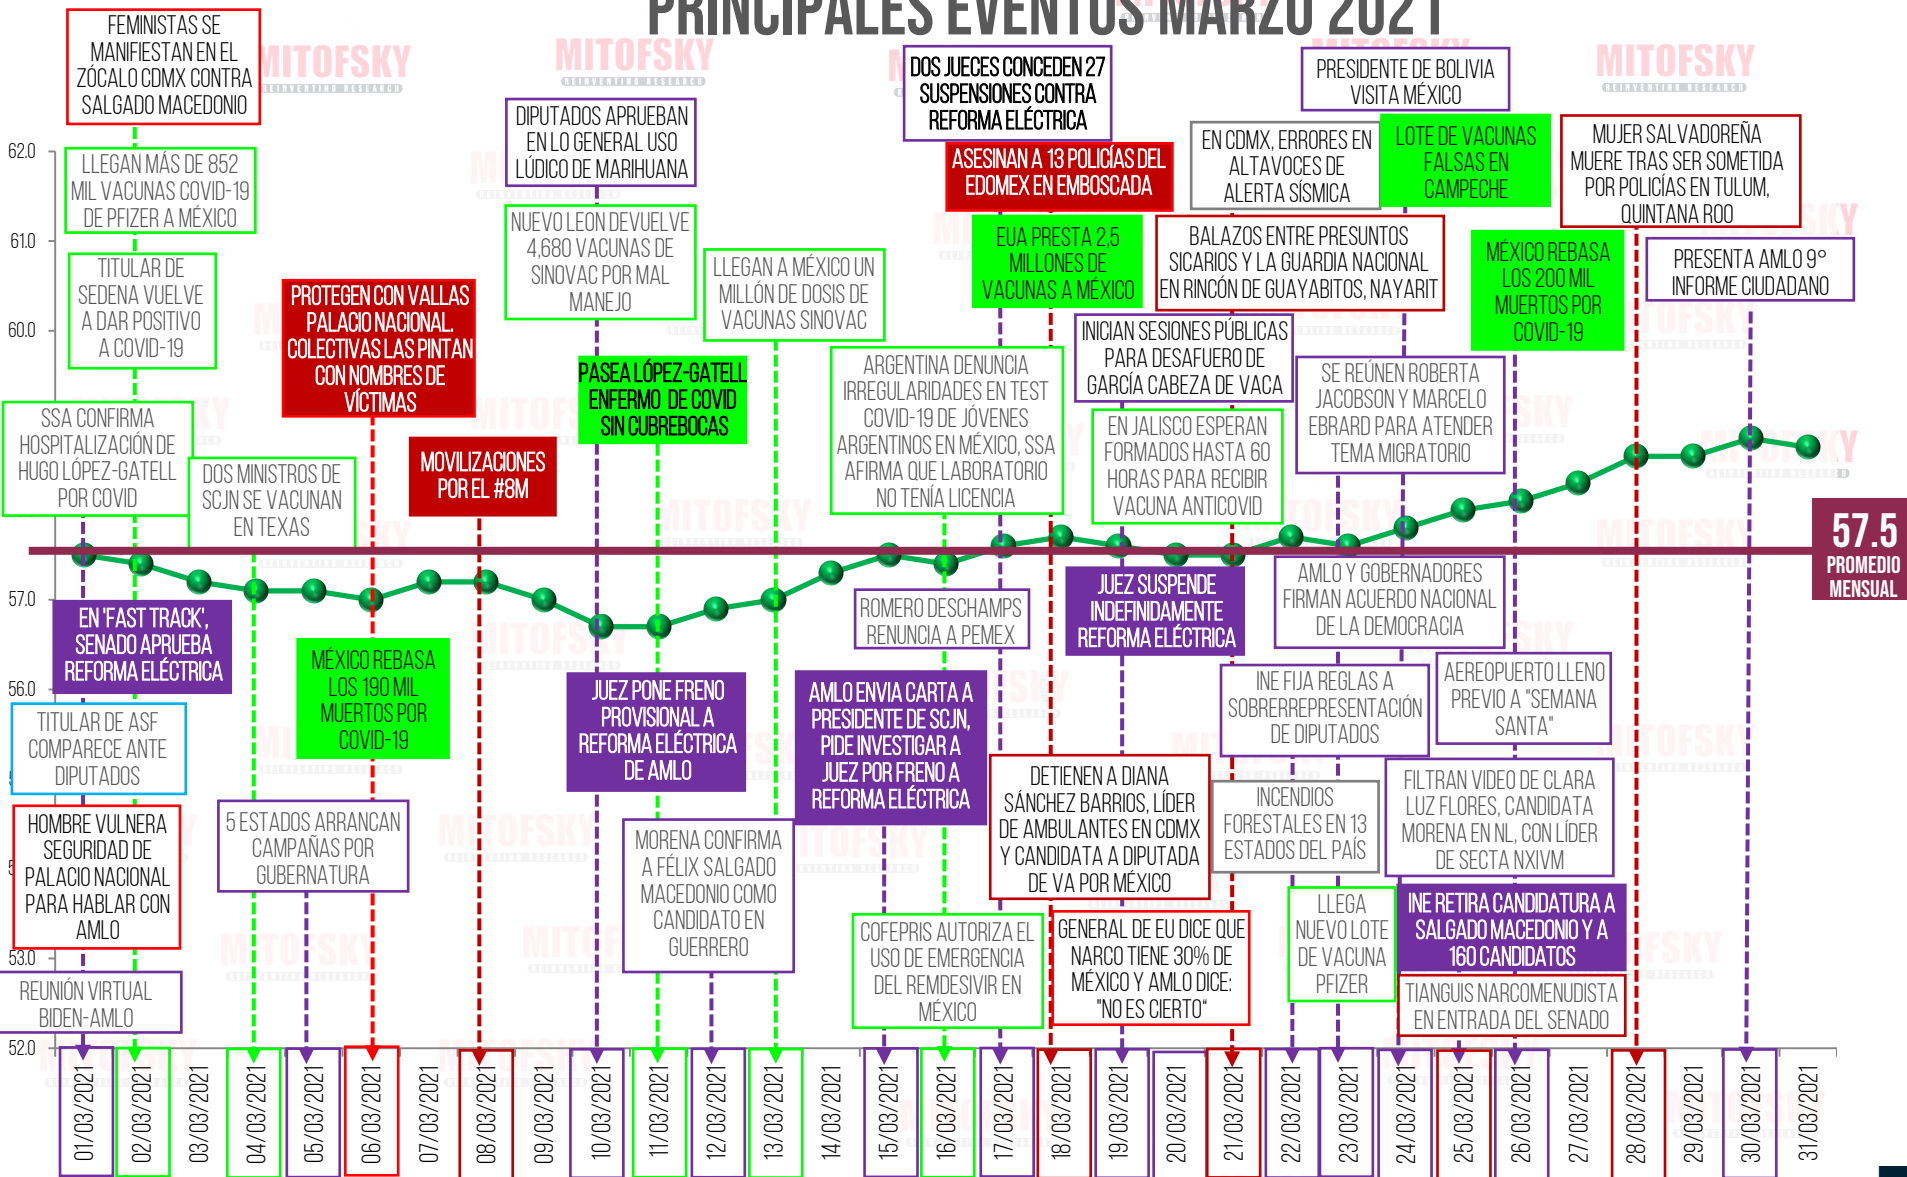 PRINCIPALES EVENTOS MARZO 2021
FEMINISTAS SE
MANIFIESTAN EN EL
ZÓCALO CDMX CONTRA
SALGADO MACEDONIO
LLEGAN MÁS DE 852
MIL VACUNAS COVID-19
DE PFIZER A MÉXICO
TITULAR DE
SEDENA VUELVE
A DAR POSITIVO
A COVID-19
SSA CONFIRMA
HOSPITALIZACIÓN DE
HUGO LÓPEZ-GATELL
POR COVID
DOS MINISTROS DE
SCJN SE VACUNAN
EN TEXAS
PROTEGEN CON VALLAS
PALACIO NACIONAL.
COLECTIVAS LAS PINTAN
CON NOMBRES DE
VÍCTIMAS
MOVILIZACIONES
POR EL #8M
DIPUTADOS APRUEBAN
EN LO GENERAL USO
LÚDICO DE MARIHUANA
NUEVO LEON DEVUELVE
4,680 VACUNAS DE
SINOVAC POR MAL
MANEJO
PASEA LÓPEZ-GATELL
ENFERMO DE COVID
SIN CUBREBOCAS
LLEGAN A MÉXICO UN
MILLÓN DE DOSIS DE
VACUNAS SINOVAC
ARGENTINA DENUNCIA
IRREGULARIDADES EN TEST
COVID-19 DE JÓVENES
ARGENTINOS EN MÉXICO, SSA
AFIRMA QUE LABORATORIO
NO TENÍA LICENCIA
DOS JUECES CONCEDEN 27
SUSPENSIONES CONTRA
REFORMA ELÉCTRICA
ASESINAN A 13 POLICÍAS DEL
EDOMEX EN EMBOSCADA
EUA PRESTA 2,5
MILLONES DE
VACUNAS A MÉXICO
INICIAN SESIONES PÚBLICAS
PARA DESAFUERO DE
GARCÍA CABEZA DE VACA
EN JALISCO ESPERAN
FORMADOS HASTA 60
HORAS PARA RECIBIR
VACUNA ANTICOVID
EN CDMX, ERRORES EN
ALTAVOCES DE
ALERTA SÍSMICA
BALAZOS ENTRE PRESUNTOS
SICARIOS Y LA GUARDIA NACIONAL
EN RINCÓN DE GUAYABITOS, NAYARIT
PRESIDENTE DE BOLIVIA
VISITA MÉXICO
LOTE DE VACUNAS
FALSAS EN
CAMPECHE
SE REÚNEN ROBERTA
JACOBSON Y MARCELO
EBRARD PARA ATENDER
TEMA MIGRATORIO
MÉXICO REBASA
LOS 200 MIL
MUERTOS POR
COVID-19
MUJER SALVADOREÑA
MUERE TRAS SER SOMETIDA
POR POLICÍAS EN TULUM,
QUINTANA ROO
PRESENTA AMLO 9°
INFORME CIUDADANO
57.5
PROMEDIO
MENSUAL
EN 'FAST TRACK',
SENADO APRUEBA
REFORMA ELÉCTRICA
TITULAR DE ASF
COMPARECE ANTE
DIPUTADOS
HOMBRE VULNERA
SEGURIDAD DE
PALACIO NACIONAL
PARA HABLAR CON
AMLO
REUNIÓN VIRTUAL
BIDEN-AMLO
MÉXICO REBASA
LOS 190 MIL
MUERTOS POR
COVID-19
5 ESTADOS ARRANCAN
CAMPAÑAS POR
GUBERNATURA
JUEZ PONE FRENO
PROVISIONAL A
REFORMA ELÉCTRICA
DE AMLO
MORENA CONFIRMA
A FÉLIX SALGADO
MACEDONIO COMO
CANDIDATO EN
GUERRERO
ROMERO DESCHAMPS
RENUNCIA A PEMEX
AMLO ENVIA CARTA A
PRESIDENTE DE SCJN,
PIDE INVESTIGAR A
JUEZ POR FRENO A
REFORMA ELÉCTRICA
COFEPRIS AUTORIZA EL
USO DE EMERGENCIA
DEL REMDESIVIR EN
MÉXICO
JUEZ SUSPENDE
INDEFINIDAMENTE
REFORMA ELÉCTRICA
DETIENEN A DIANA
SÁNCHEZ BARRIOS, LÍDER
DE AMBULANTES EN CDMX
Y CANDIDATA A DIPUTADA
DE VA POR MÉXICO
GENERAL DE EU DICE QUE
NARCO TIENE 30% DE
MÉXICO Y AMLO DICE:
"NO ES CIERTO"
AMLO Y GOBERNADORES
FIRMAN ACUERDO NACIONAL
DE LA DEMOCRACIA
INE FIJA REGLAS A
SOBRERREPRESENTACIÓN
DE DIPUTADOS
INCENDIOS
FORESTALES EN 13
ESTADOS DEL PAÍS
LLEGA
NUEVO LOTE
DE VACUNA
PFIZER
AEREOPUERTO LLENO
PREVIO A "SEMANA
SANTA"
FILTRAN VIDEO DE CLARA
LUZ FLORES, CANDIDATA
MORENA EN NL, CON LÍDER
DE SECTA NXIVM
INE RETIRA CANDIDATURA A
SALGADO MACEDONIO Y A
160 CANDIDATOS
TIANGUIS NARCOMENUDISTA
EN ENTRADA DEL SENADO
62.0
61.0
60.0
57.0
56.0
53.0
52.0
01/03/2021
02/03/2021
03/03/2021
04/03/2021
05/03/2021
06/03/2021
07/03/2021
08/03/2021
09/03/2021
10/03/2021
11/03/2021
12/03/2021
13/03/2021
14/03/2021
15/03/2021
16/03/2021
17/03/2021
18/03/2021
19/03/2021
20/03/2021
21/03/2021
22/03/2021
23/03/2021
24/03/2021
25/03/2021
26/03/2021
27/03/2021
28/03/2021
29/03/2021
30/03/2021
31/03/2021
MITOFSKY
REINVENTING RESEARCH